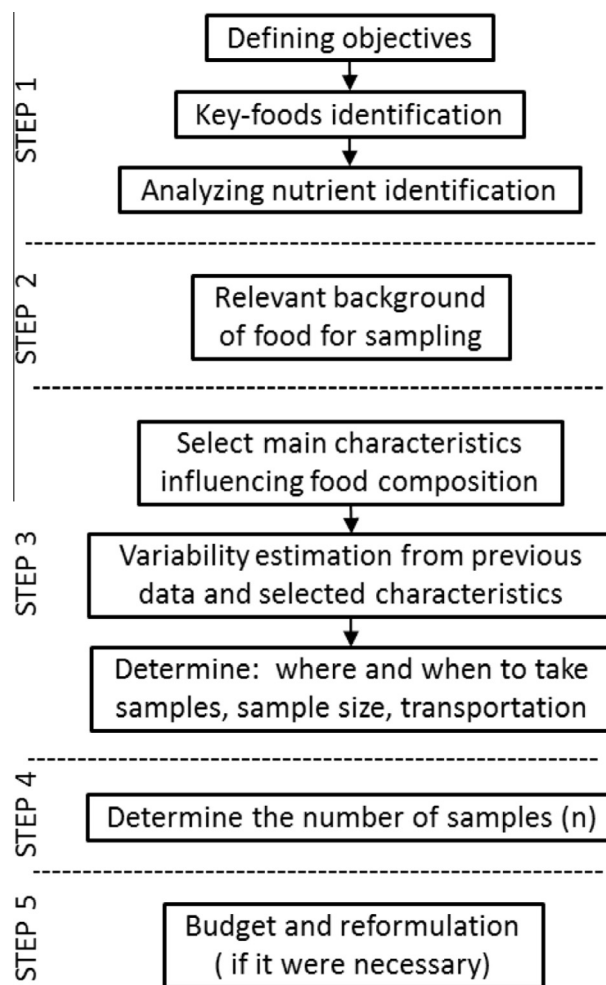 STEP 1
Defining objectives
Key-foods identification
Analyzing nutrient identification
STEP 2
Relevant background
of food for sampling
STEP 3
Select main characteristics
influencing food composition
Variability estimation from previous
data and selected characteristics
Determine: where and when to take
samples, sample size, transportation
STEP 4
Determine the number of samples (n)
STEP 5
Budget and reformulation
( if it were necessary)